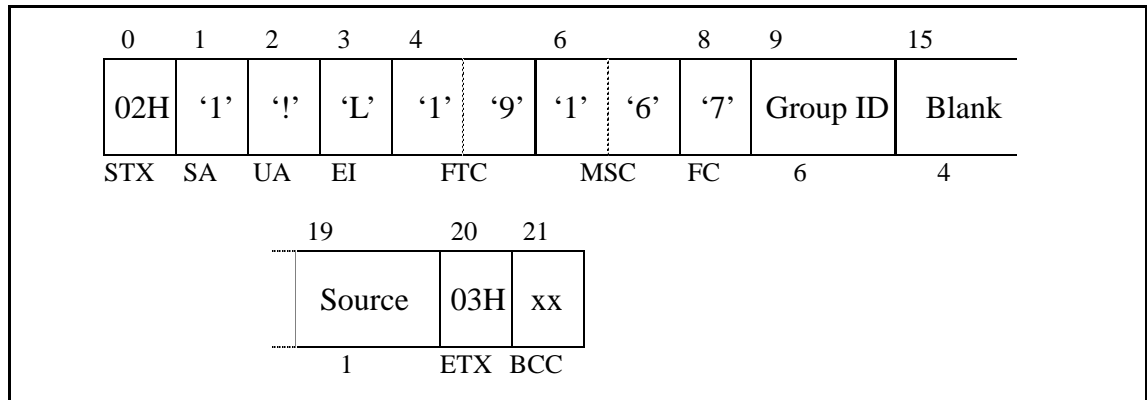 0 1 2 3 4 6 8 9 15
02H ‘1’ ‘!’ ‘L’ ‘1’ ‘9’ ‘1’ ‘6’ ‘7’ Group ID Blank
STX SA UA EI FTC MSC FC 6 4
19 20 21
Source 03H xx
1 ETX BCC